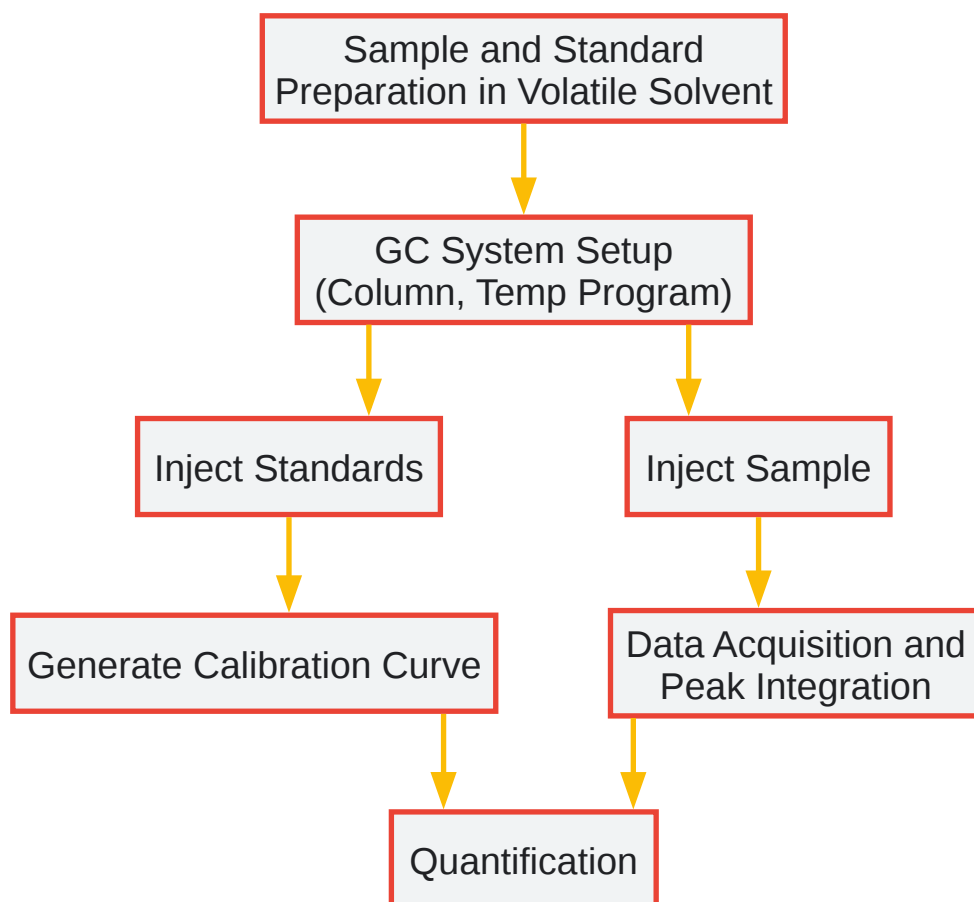 Sample and Standard
Preparation in Volatile Solvent
GC System Setup
(Column, Temp Program)
Inject Standards
Inject Sample
Generate Calibration Curve
Data Acquisition and
Peak Integration
Quantification